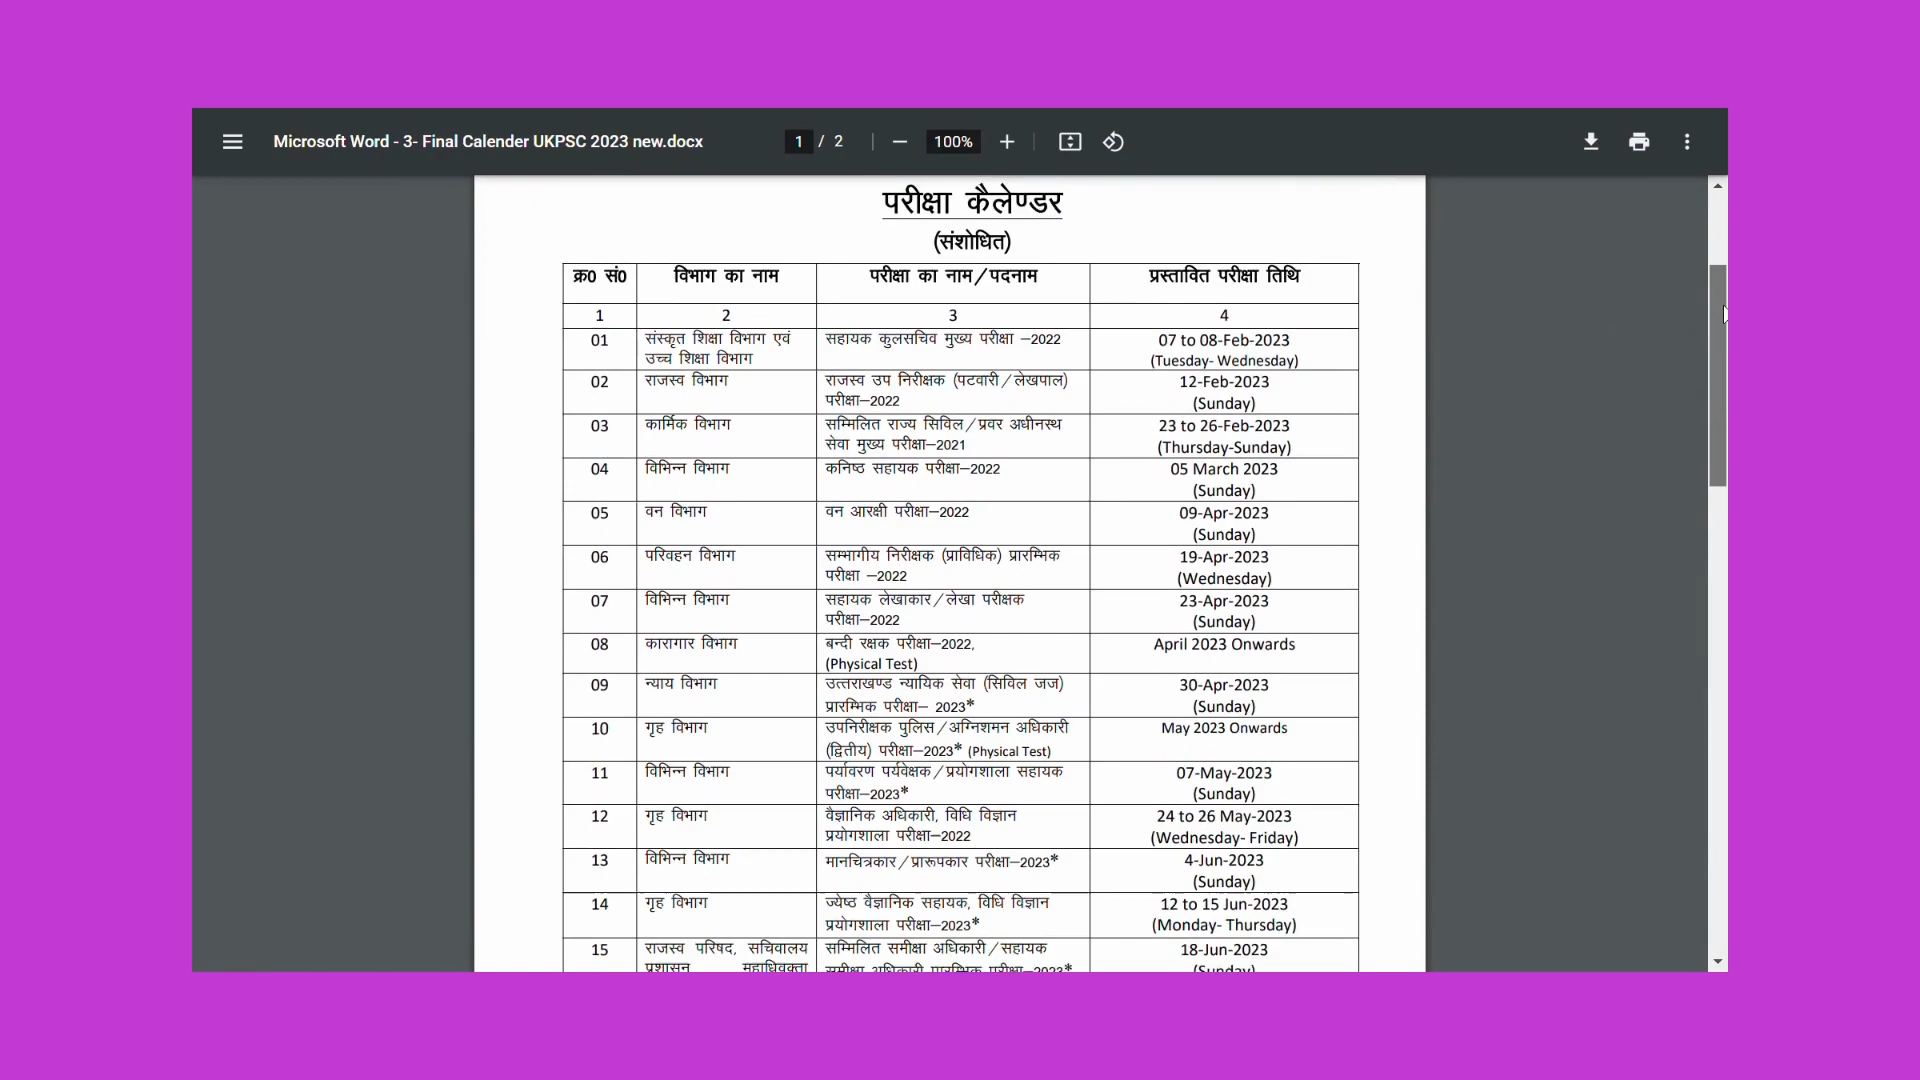 Microsoft Word - 3- Final Calender UKPSC 2023 new.docx 1 / 2 100%
परीक्षा कैलेण्डर
(संशोधित)
क्र0 सं0 विभाग का नाम परीक्षा का नाम/पदनाम प्रस्तावित परीक्षा तिथि
1 2 3 4
01 संस्कृत शिक्षा विभाग एवं सहायक कुलसचिव मुख्य परीक्षा –2022 07 to 08-Feb-2023
उच्च शिक्षा विभाग (Tuesday- Wednesday)
02 राजस्व विभाग राजस्व उप निरीक्षक (पटवारी/लेखपाल) 12-Feb-2023
परीक्षा–2022 (Sunday)
03 कार्मिक विभाग सम्मिलित राज्य सिविल/प्रवर अधीनस्थ 23 to 26-Feb-2023
सेवा मुख्य परीक्षा–2021 (Thursday-Sunday)
04 विभिन्न विभाग कनिष्ठ सहायक परीक्षा–2022 05 March 2023
(Sunday)
05 वन विभाग वन आरक्षी परीक्षा–2022 09-Apr-2023
(Sunday)
06 परिवहन विभाग सम्भागीय निरीक्षक (प्राविधिक) प्रारम्भिक 19-Apr-2023
परीक्षा –2022 (Wednesday)
07 विभिन्न विभाग सहायक लेखाकार/लेखा परीक्षक 23-Apr-2023
परीक्षा–2022 (Sunday)
08 कारागार विभाग बन्दी रक्षक परीक्षा–2022, April 2023 Onwards
(Physical Test)
09 न्याय विभाग उत्तराखण्ड न्यायिक सेवा (सिविल जज) 30-Apr-2023
प्रारम्भिक परीक्षा– 2023* (Sunday)
10 गृह विभाग उपनिरीक्षक पुलिस/अग्निशमन अधिकारी May 2023 Onwards
(द्वितीय) परीक्षा–2023* (Physical Test)
11 विभिन्न विभाग पर्यावरण पर्यवेक्षक/प्रयोगशाला सहायक 07-May-2023
परीक्षा–2023* (Sunday)
12 गृह विभाग वैज्ञानिक अधिकारी, विधि विज्ञान 24 to 26 May-2023
प्रयोगशाला परीक्षा–2022 (Wednesday- Friday)
13 विभिन्न विभाग मानचित्रकार/प्रारूपकार परीक्षा–2023* 4-Jun-2023
(Sunday)
14 गृह विभाग ज्येष्ठ वैज्ञानिक सहायक, विधि विज्ञान 12 to 15 Jun-2023
प्रयोगशाला परीक्षा–2023* (Monday- Thursday)
15 राजस्व परिषद, सचिवालय सम्मिलित समीक्षा अधिकारी/सहायक 18-Jun-2023
प्रशासन, महाधिवक्ता समीक्षा अधिकारी प्रारम्भिक परीक्षा–2023* (Sunday)